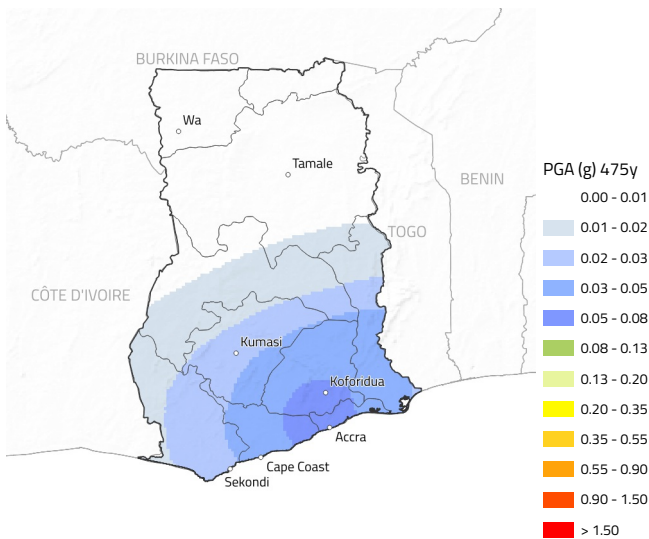 BURKINA FASO
Wa
Tamale
BENIN
TOGO
CÔTE D'IVOIRE
Kumasi
Koforidua
Accra
Cape Coast
Sekondi
PGA (g) 475y
0.00 - 0.01
0.01 - 0.02
0.02 - 0.03
0.03 - 0.05
0.05 - 0.08
0.08 - 0.13
0.13 - 0.20
0.20 - 0.35
0.35 - 0.55
0.55 - 0.90
0.90 - 1.50
> 1.50